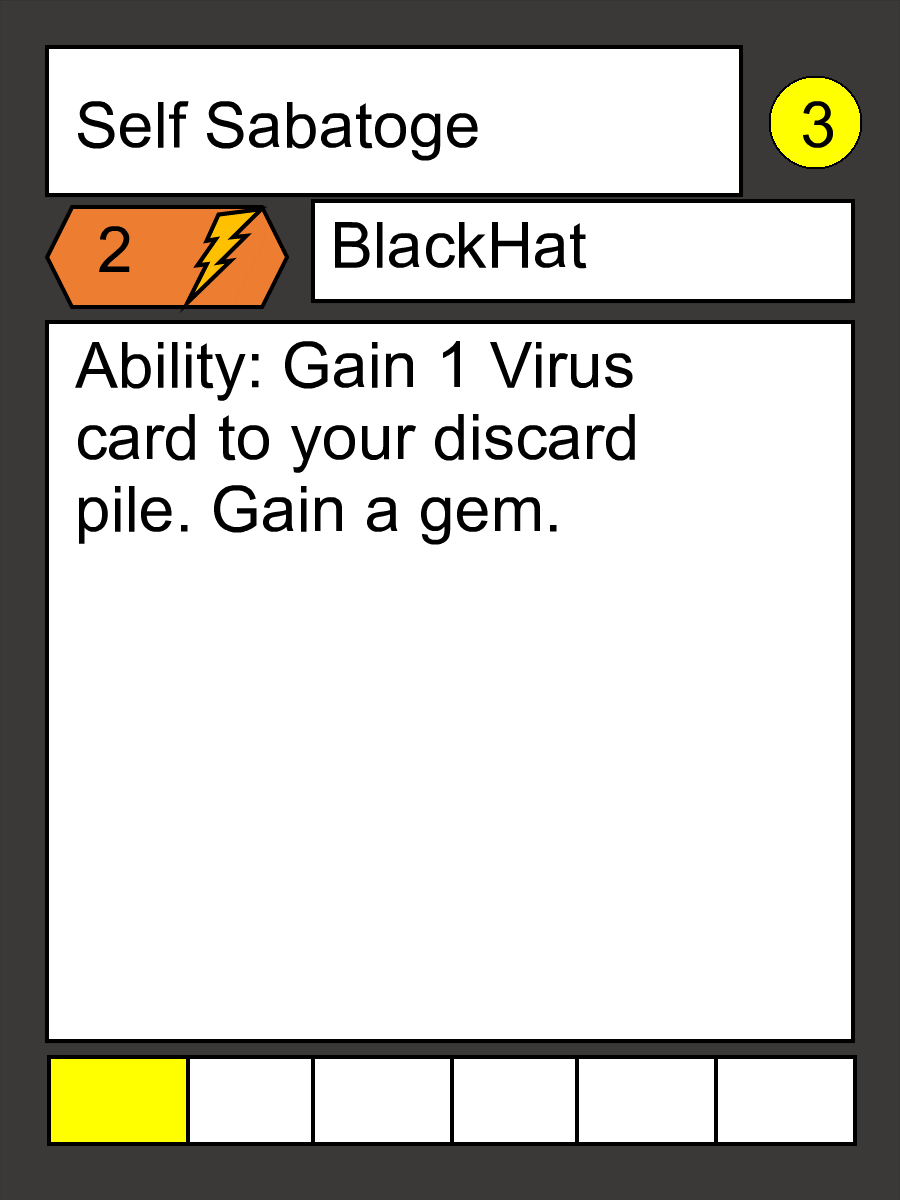 Self Sabatoge
3
2
BlackHat
Ability: Gain 1 Virus
card to your discard
pile. Gain a gem.